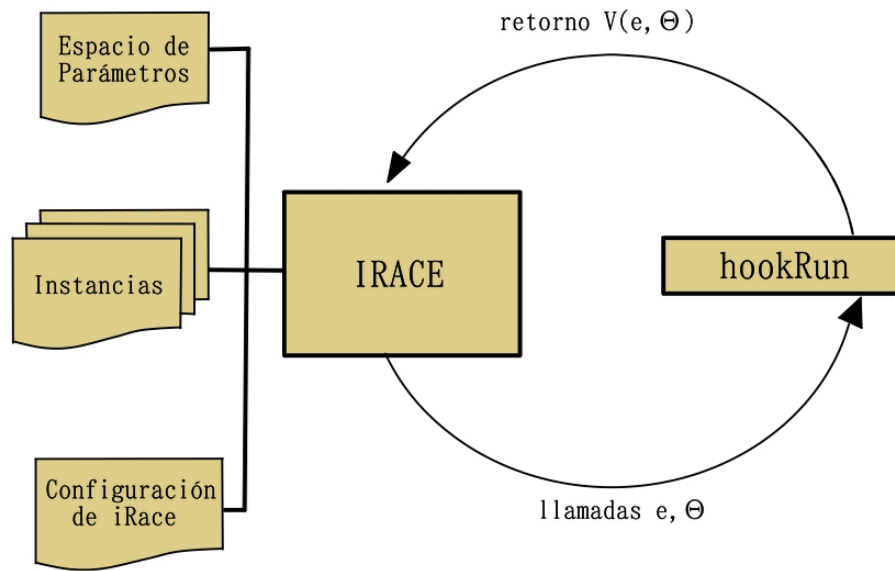 retorno V(e, Θ)
Espacio de
Parámetros
Instancias
IRACE
hookRun
Configuración
de iRace
llamadas e, Θ